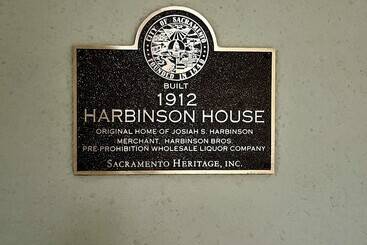 CITY OF SACRAMENTO
FOUNDED IN 1849
BUILT
1912
HARBINSON HOUSE
ORIGINAL HOME OF JOSIAH S. HARBINSON
MERCHANT, HARBINSON BROS.
PRE-PROHIBITION WHOLESALE LIQUOR COMPANY
SACRAMENTO HERITAGE, INC.